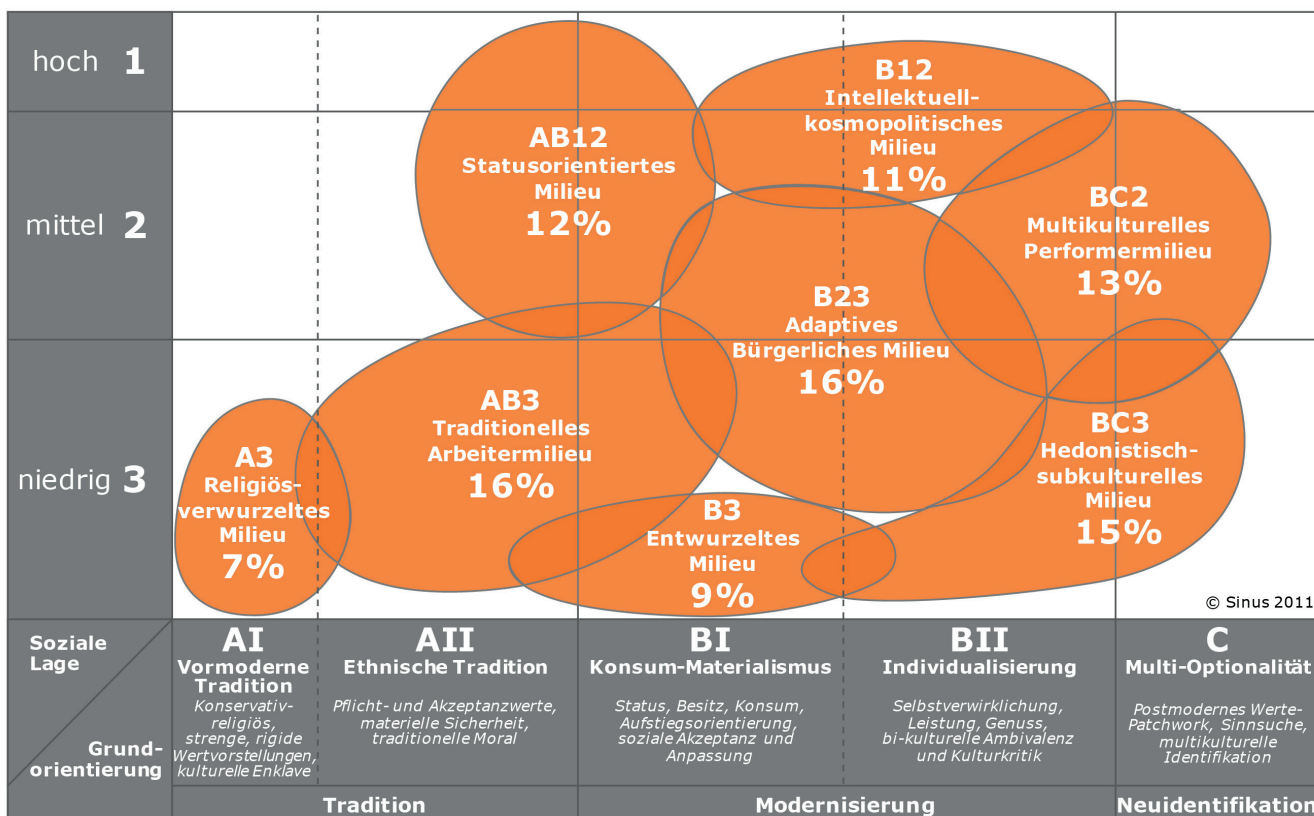 hoch 1
mittel 2
niedrig 3
B12
Intellektuell-
kosmopolitisches
Milieu
11%
AB12
Statusorientiertes
Milieu
12%
BC2
Multikulturelles
Performermilieu
13%
B23
Adaptives
Bürgerliches Milieu
16%
AB3
Traditionelles
Arbeitermilieu
16%
BC3
Hedonistisch-
subkulturelles
Milieu
15%
A3
Religiös-
verwurzeltes
Milieu
7%
B3
Entwurzeltes
Milieu
9%
© Sinus 2011
Soziale
Lage
Grund-
orientierung
AI
Vormoderne
Tradition
Konservativ-
religiös,
strenge, rigide
Wertvorstellungen,
kulturelle Enklave
AII
Ethnische Tradition
Pflicht- und Akzeptanzwerte,
materielle Sicherheit,
traditionelle Moral
BI
Konsum-Materialismus
Status, Besitz, Konsum,
Aufstiegsorientierung,
soziale Akzeptanz und
Anpassung
BII
Individualisierung
Selbstverwirklichung,
Leistung, Genuss,
bi-kulturelle Ambivalenz
und Kulturkritik
C
Multi-Optionalität
Postmodernes Werte-
Patchwork, Sinnsuche,
multikulturelle
Identifikation
Tradition
Modernisierung
Neuidentifikation